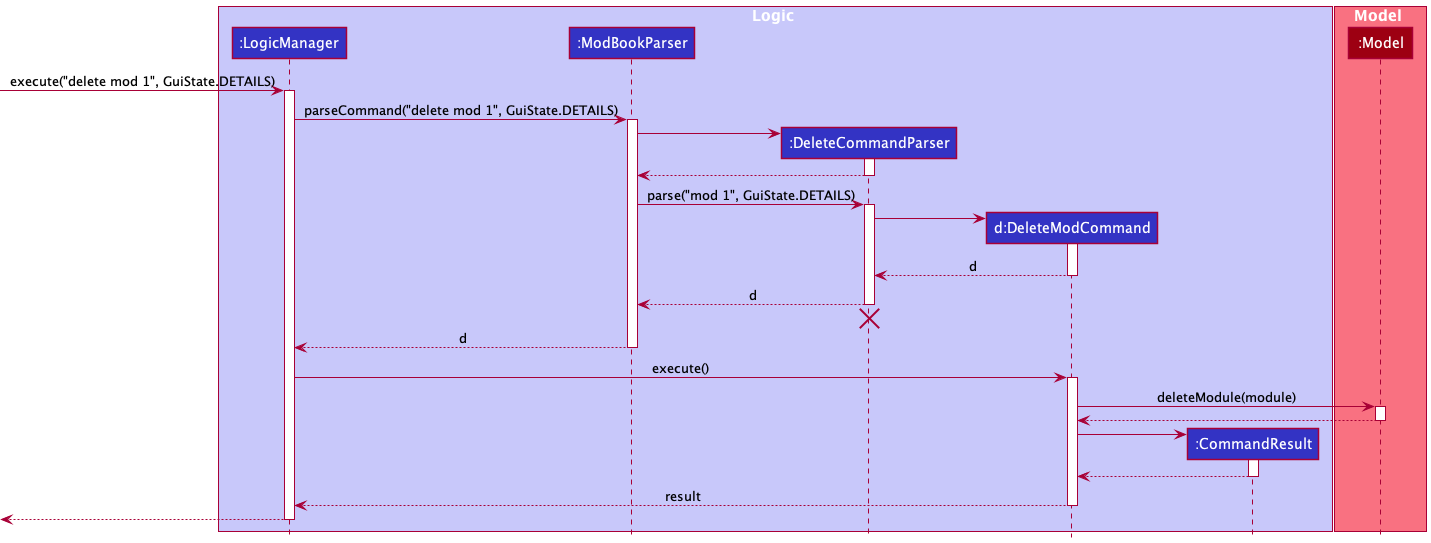 Logic
Model
:LogicManager
:ModBookParser
:Model
execute("delete mod 1", GuiState.DETAILS)
parseCommand("delete mod 1", GuiState.DETAILS)
:DeleteCommandParser
parse("mod 1", GuiState.DETAILS)
d:DeleteModCommand
d
d
d
execute()
deleteModule(module)
:CommandResult
result